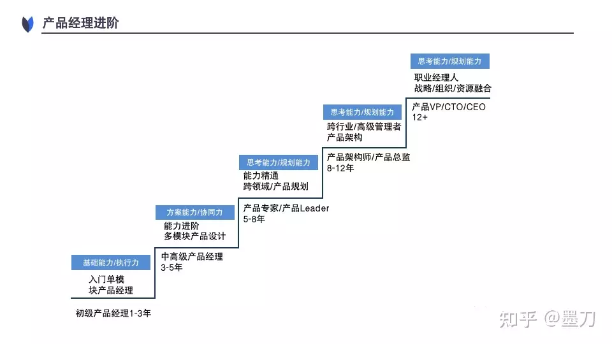 产品经理进阶
思考能力/规划能力
职业经理人
战略/组织/资源融合
产品VP/CTO/CEO
12+
思考能力/规划能力
跨行业/高级管理者
产品架构
产品架构师/产品总监
8-12年
思考能力/规划能力
能力精通
跨领域/产品规划
产品专家/产品Leader
5-8年
方案能力/协同力
能力进阶
多模块产品设计
中高级产品经理
3-5年
基础能力/执行力
入门单模
块产品经理
初级产品经理1-3年
知乎 @墨刀